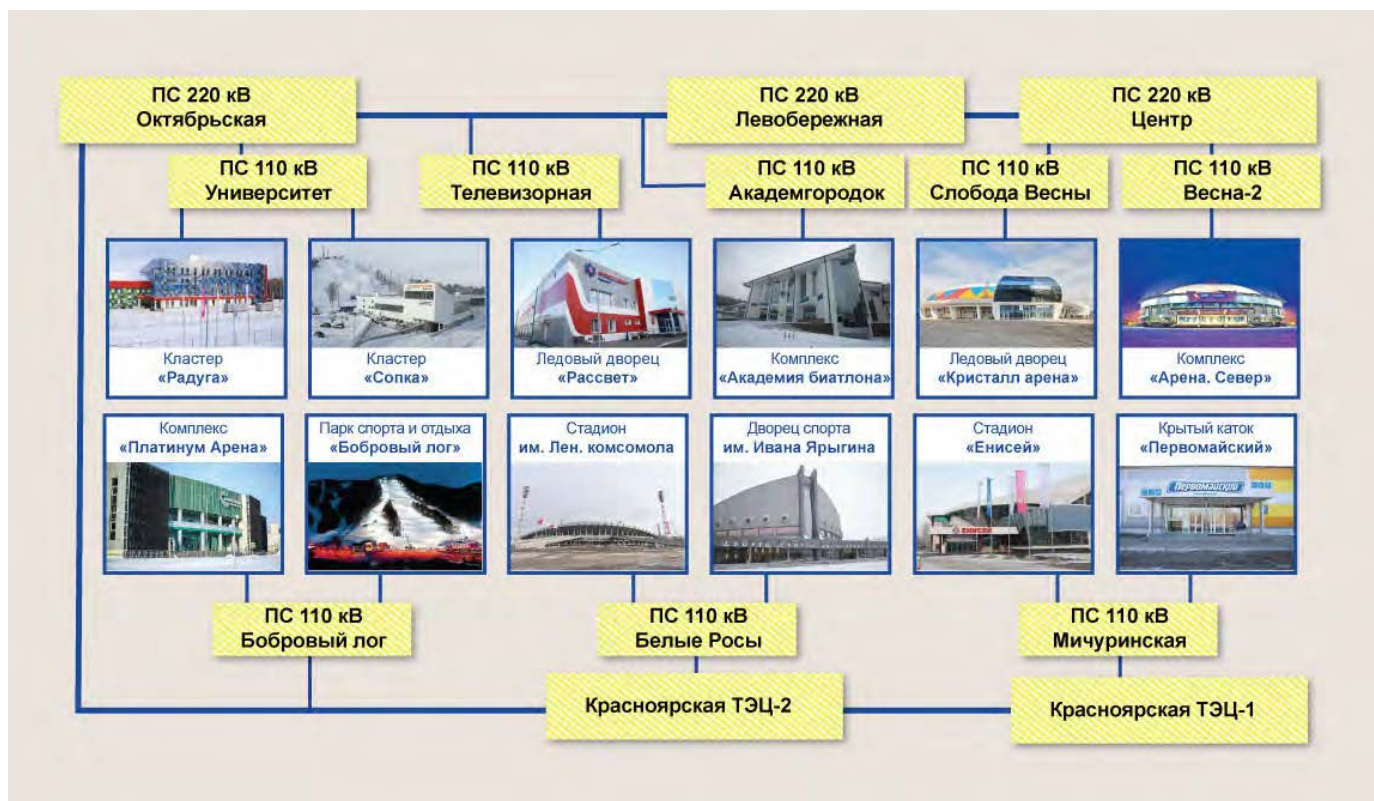 ПС 220 кВ
Октябрьская
ПС 220 кВ
Левобережная
ПС 220 кВ
Центр
ПС 110 кВ
Университет
ПС 110 кВ
Телевизорная
ПС 110 кВ
Академгородок
ПС 110 кВ
Слобода Весны
ПС 110 кВ
Весна-2
Кластер
«Радуга»
Кластер
«Сопка»
Ледовый дворец
«Рассвет»
Комплекс
«Академия биатлона»
Ледовый дворец
«Кристалл арена»
Комплекс
«Арена. Север»
Комплекс
«Платинум Арена»
Парк спорта и отдыха
«Бобровый лог»
Стадион
им. Лен. комсомола
Дворец спорта
им. Ивана Ярыгина
Стадион
«Енисей»
Крытый каток
«Первомайский»
ЕНИСЕЙ
Первомайский
ПС 110 кВ
Бобровый лог
ПС 110 кВ
Белые Росы
ПС 110 кВ
Мичуринская
Красноярская ТЭЦ-2
Красноярская ТЭЦ-1